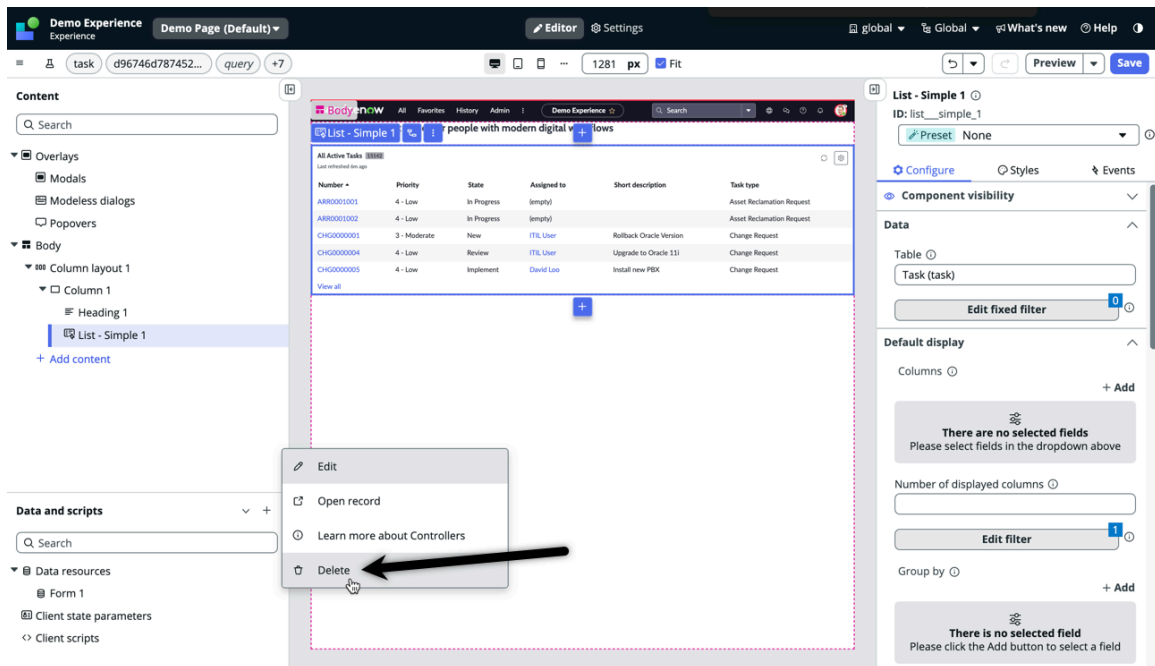 Demo Experience
Experience
Demo Page (Default)
Editor
Settings
global
Global
What's new
Help
task
d96746d787452...
query
+7
1281 px
Fit
Preview
Save
Content
Search
Overlays
Modals
Modeless dialogs
Popovers
Body
Column layout 1
Column 1
Heading 1
List - Simple 1
+ Add content
Data and scripts
Search
Data resources
Form 1
Client state parameters
Client scripts
Body
now
All
Favorites
History
Admin
Demo Experience
Search
List - Simple 1
people with modern digital w
lows
All Active Tasks
Last refreshed 6m ago
Number Priority State Assigned to Short description Task type
ARR0001001 4 - Low In Progress (empty) Asset Reclamation Request
ARR0001002 4 - Low In Progress (empty) Asset Reclamation Request
CHG0000001 3 - Moderate New ITIL User Rollback Oracle Version Change Request
CHG0000004 4 - Low Review ITIL User Upgrade to Oracle 11i Change Request
CHG0000005 4 - Low Implement David Loo Install new PBX Change Request
View all
Edit
Open record
Learn more about Controllers
Delete
List - Simple 1
ID: list__simple_1
Preset None
Configure
Styles
Events
Component visibility
Data
Table
Task (task)
Edit fixed filter
0
Default display
Columns
+ Add
There are no selected fields
Please select fields in the dropdown above
Number of displayed columns
Edit filter
1
Group by
+ Add
There is no selected field
Please click the Add button to select a field